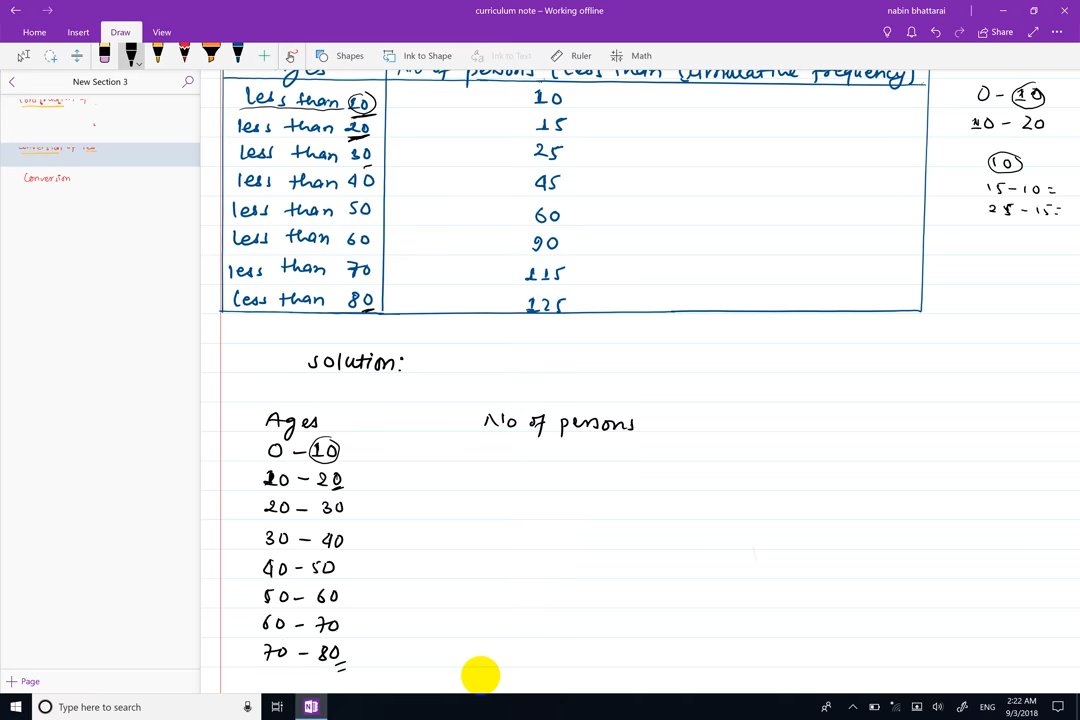 curriculum note – Working offline
nabin bhattarai
Home Insert Draw View
Share
Shapes Ink to Shape Ink to Text Ruler Math
New Section 3
Conversion
Page
Ages No of persons (Less than Cumulative frequency)
less than 10 10
less than 20 15
less than 30 25
less than 40 45
less than 50 60
less than 60 90
less than 70 115
less than 80 125
0 - 10
10 - 20
10
15 - 10 =
25 - 15 =
solution:
Ages No of persons
0 - 10
10 - 20
20 - 30
30 - 40
40 - 50
50 - 60
60 - 70
70 - 80
Type here to search
ENG
2:22 AM
9/3/2018